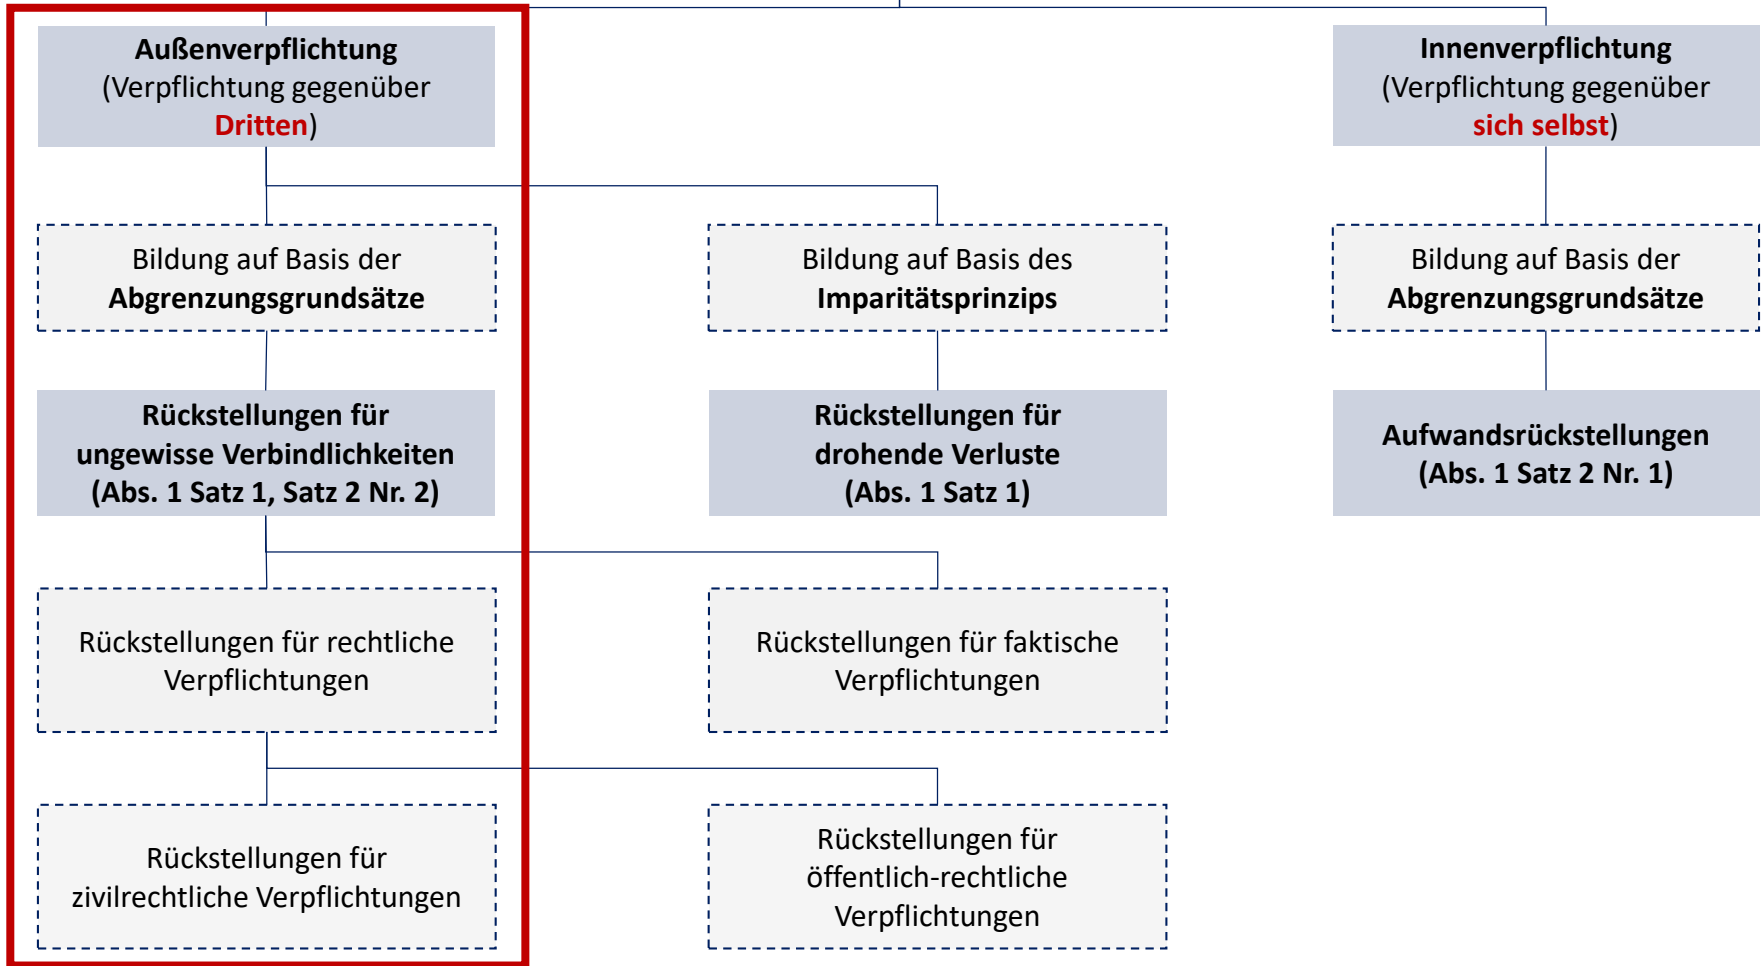 Außenverpflichtung
(Verpflichtung gegenüber
Dritten)
Innenverpflichtung
(Verpflichtung gegenüber
sich selbst)
Bildung auf Basis der
Abgrenzungsgrundsätze
Bildung auf Basis des
Imparitätsprinzips
Bildung auf Basis der
Abgrenzungsgrundsätze
Rückstellungen für
ungewisse Verbindlichkeiten
(Abs. 1 Satz 1, Satz 2 Nr. 2)
Rückstellungen für
drohende Verluste
(Abs. 1 Satz 1)
Aufwandsrückstellungen
(Abs. 1 Satz 2 Nr. 1)
Rückstellungen für rechtliche
Verpflichtungen
Rückstellungen für faktische
Verpflichtungen
Rückstellungen für
zivilrechtliche Verpflichtungen
Rückstellungen für
öffentlich-rechtliche
Verpflichtungen